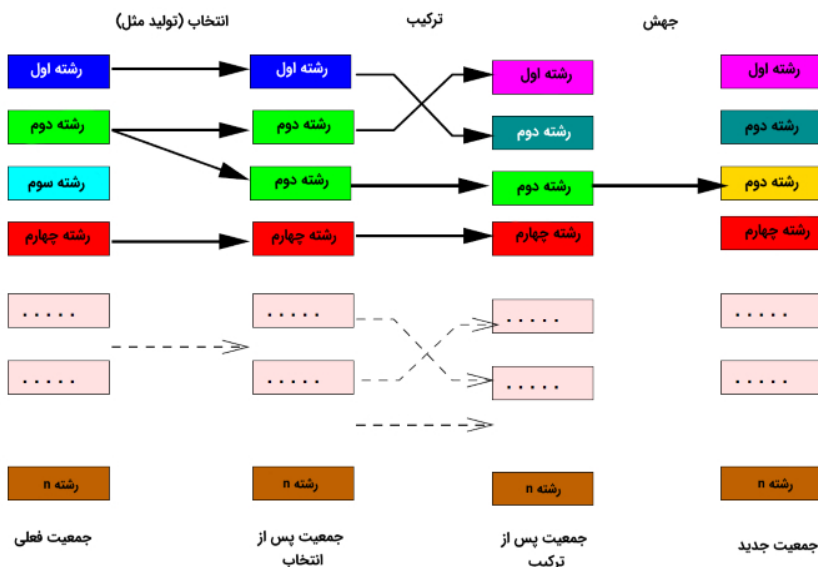 انتخاب (تولید مثل)
ترکیب
جهش
رشته اول
رشته اول
رشته اول
رشته اول
رشته دوم
رشته دوم
رشته دوم
رشته دوم
رشته سوم
رشته دوم
رشته دوم
رشته دوم
رشته چهارم
رشته چهارم
رشته چهارم
رشته چهارم
. . . . .
. . . . .
. . . . .
. . . . .
. . . . .
. . . . .
. . . . .
. . . . .
رشته n
رشته n
رشته n
رشته n
جمعیت فعلی
جمعیت پس از
انتخاب
جمعیت پس از
ترکیب
جمعیت جدید